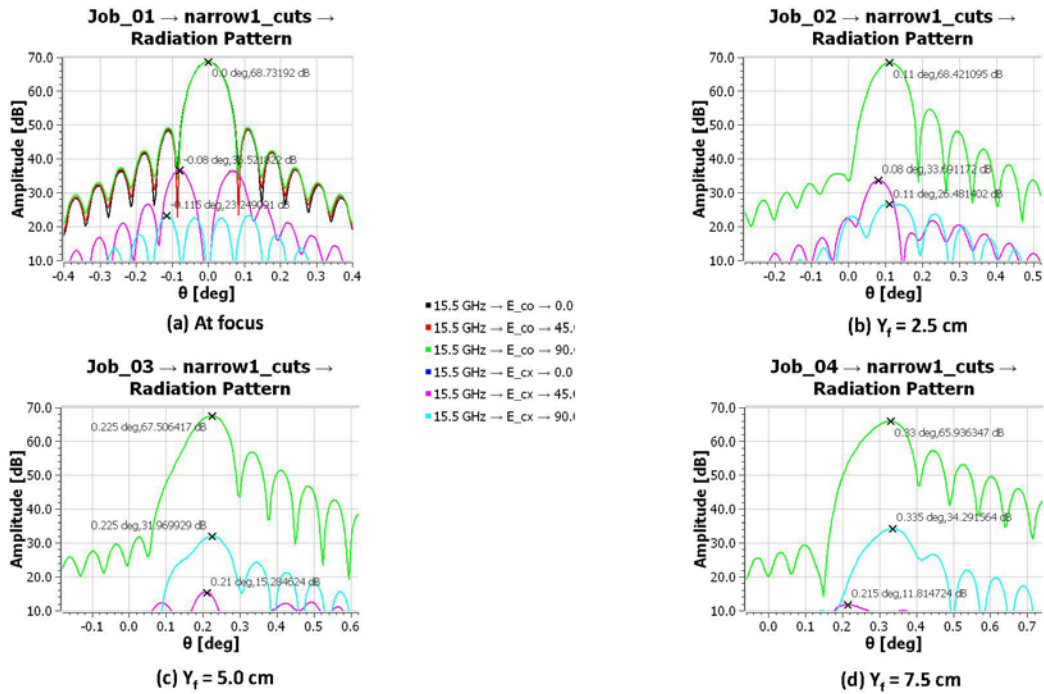 Job_01 → narrow1_cuts →
Radiation Pattern
Amplitude [dB]
70.0
60.0
50.0
40.0
30.0
20.0
10.0
0.0 deg,68.73192 dB
-0.115 deg,23.249091 dB
-0.4 -0.3 -0.2 -0.1 0.0 0.1 0.2 0.3 0.4
θ [deg]
(a) At focus
Job_02 → narrow1_cuts →
Radiation Pattern
Amplitude [dB]
70.0
60.0
50.0
40.0
30.0
20.0
10.0
0.11 deg,68.421095 dB
0.08 deg,33.691172 dB
0.11 deg,26.481402 dB
-0.2 -0.1 0.0 0.1 0.2 0.3 0.4 0.5
θ [deg]
(b) Yf = 2.5 cm
15.5 GHz → E_co → 0.0
15.5 GHz → E_co → 45.
15.5 GHz → E_co → 90.
15.5 GHz → E_cx → 0.0
15.5 GHz → E_cx → 45.
15.5 GHz → E_cx → 90.
Job_03 → narrow1_cuts →
Radiation Pattern
Amplitude [dB]
70.0
60.0
50.0
40.0
30.0
20.0
10.0
0.225 deg,67.506417 dB
0.225 deg,31.969929 dB
0.21 deg,15.284624 dB
-0.1 0.0 0.1 0.2 0.3 0.4 0.5 0.6
θ [deg]
(c) Yf = 5.0 cm
Job_04 → narrow1_cuts →
Radiation Pattern
Amplitude [dB]
70.0
60.0
50.0
40.0
30.0
20.0
10.0
0.33 deg,65.936347 dB
0.335 deg,34.291564 dB
0.215 deg,11.814724 dB
0.0 0.1 0.2 0.3 0.4 0.5 0.6 0.7
θ [deg]
(d) Yf = 7.5 cm